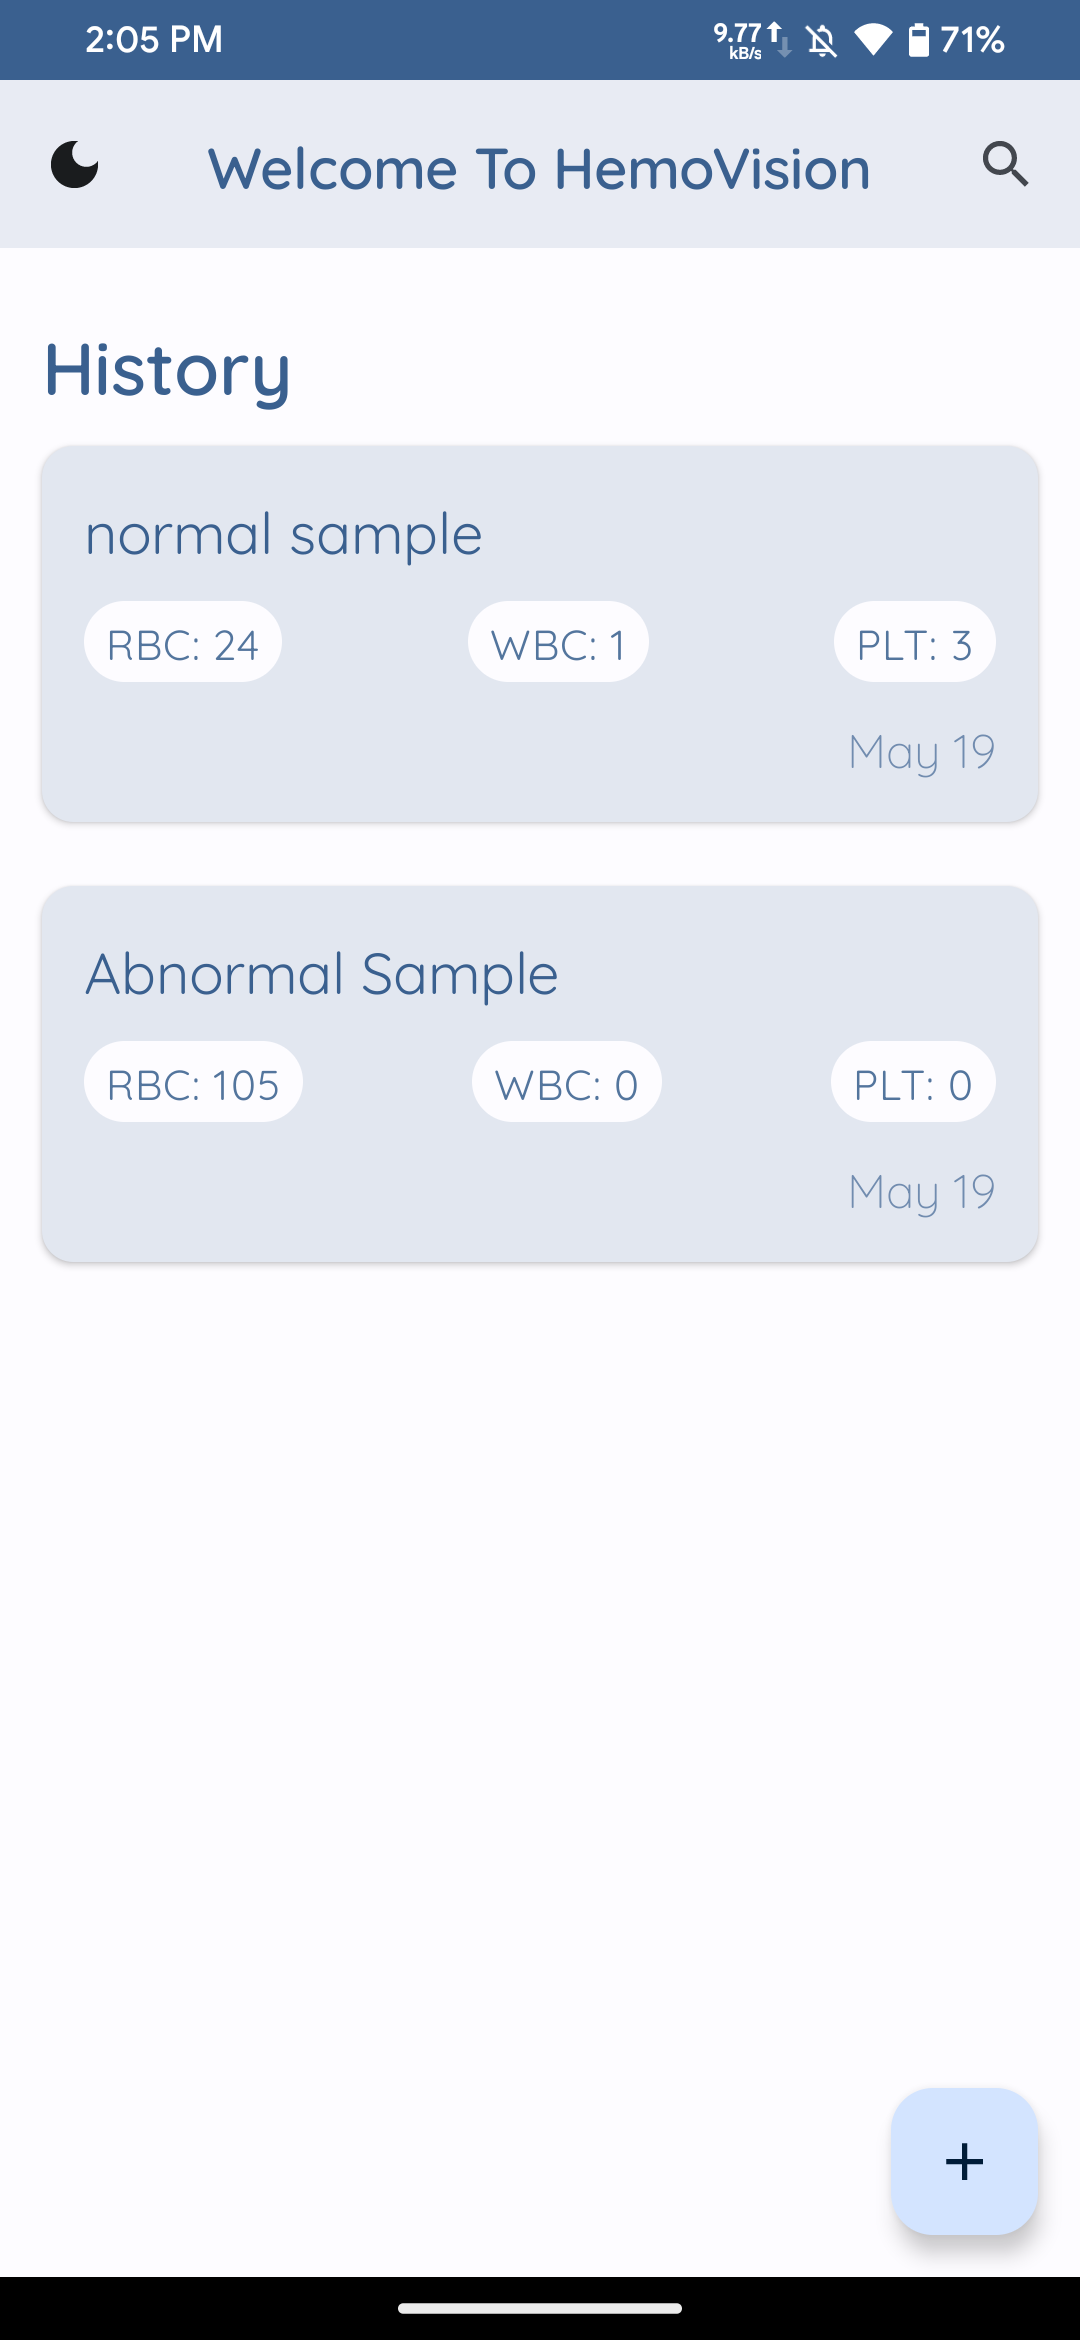 2:05 PM
9.77
kB/s
71%
Welcome To HemoVision
History
normal sample
RBC: 24
WBC: 1
PLT: 3
May 19
Abnormal Sample
RBC: 105
WBC: 0
PLT: 0
May 19